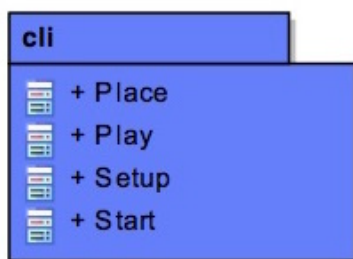 cli
+ Place
+ Play
+ Setup
+ Start